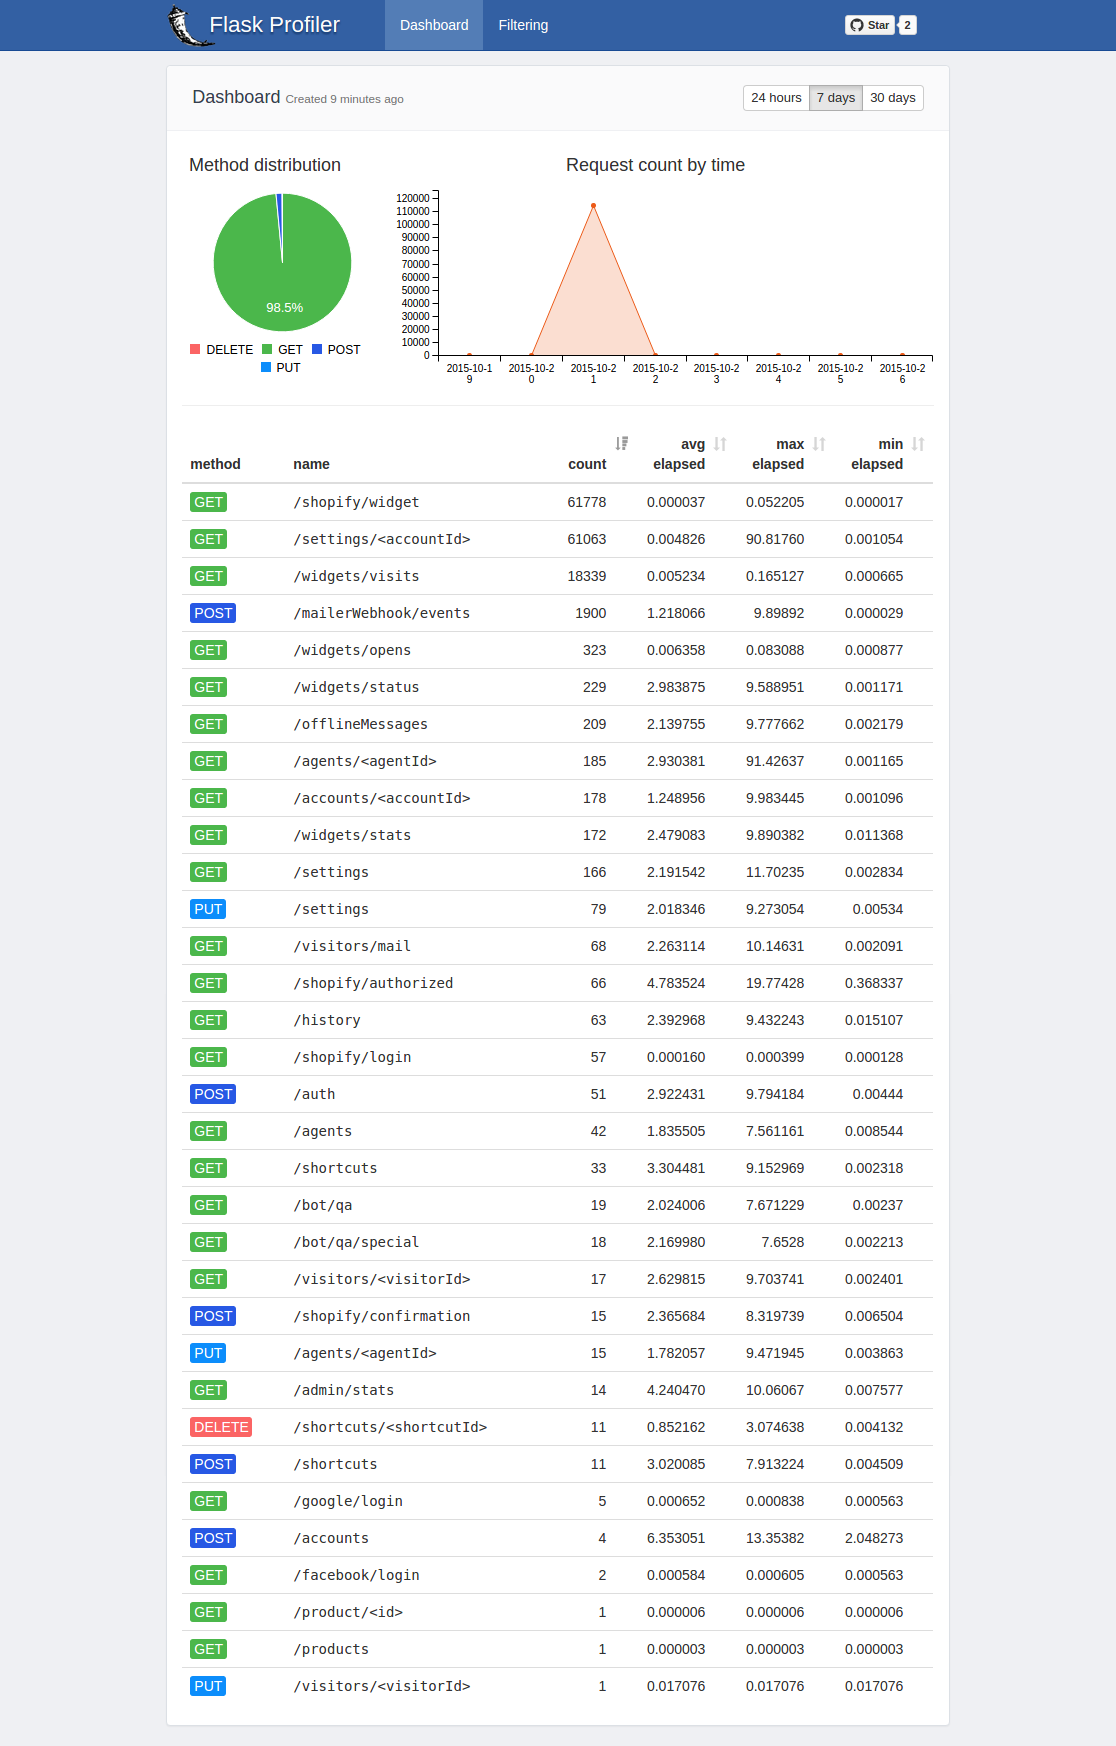 Flask Profiler Dashboard Filtering Star 2
Dashboard Created 9 minutes ago 24 hours 7 days 30 days
Method distribution
98.5%
DELETE GET POST
PUT
Request count by time
120000
110000
100000
90000
80000
70000
60000
50000
40000
30000
20000
10000
0
2015-10-1 2015-10-2 2015-10-2 2015-10-2 2015-10-2 2015-10-2 2015-10-2 2015-10-2
9 0 1 2 3 4 5 6
avg max min
method name count elapsed elapsed elapsed
GET /shopify/widget 61778 0.000037 0.052205 0.000017
GET /settings/<accountId> 61063 0.004826 90.81760 0.001054
GET /widgets/visits 18339 0.005234 0.165127 0.000665
POST /mailerWebhook/events 1900 1.218066 9.89892 0.000029
GET /widgets/opens 323 0.006358 0.083088 0.000877
GET /widgets/status 229 2.983875 9.588951 0.001171
GET /offlineMessages 209 2.139755 9.777662 0.002179
GET /agents/<agentId> 185 2.930381 91.42637 0.001165
GET /accounts/<accountId> 178 1.248956 9.983445 0.001096
GET /widgets/stats 172 2.479083 9.890382 0.011368
GET /settings 166 2.191542 11.70235 0.002834
PUT /settings 79 2.018346 9.273054 0.00534
GET /visitors/mail 68 2.263114 10.14631 0.002091
GET /shopify/authorized 66 4.783524 19.77428 0.368337
GET /history 63 2.392968 9.432243 0.015107
GET /shopify/login 57 0.000160 0.000399 0.000128
POST /auth 51 2.922431 9.794184 0.00444
GET /agents 42 1.835505 7.561161 0.008544
GET /shortcuts 33 3.304481 9.152969 0.002318
GET /bot/qa 19 2.024006 7.671229 0.00237
GET /bot/qa/special 18 2.169980 7.6528 0.002213
GET /visitors/<visitorId> 17 2.629815 9.703741 0.002401
POST /shopify/confirmation 15 2.365684 8.319739 0.006504
PUT /agents/<agentId> 15 1.782057 9.471945 0.003863
GET /admin/stats 14 4.240470 10.06067 0.007577
DELETE /shortcuts/<shortcutId> 11 0.852162 3.074638 0.004132
POST /shortcuts 11 3.020085 7.913224 0.004509
GET /google/login 5 0.000652 0.000838 0.000563
POST /accounts 4 6.353051 13.35382 2.048273
GET /facebook/login 2 0.000584 0.000605 0.000563
GET /product/<id> 1 0.000006 0.000006 0.000006
GET /products 1 0.000003 0.000003 0.000003
PUT /visitors/<visitorId> 1 0.017076 0.017076 0.017076